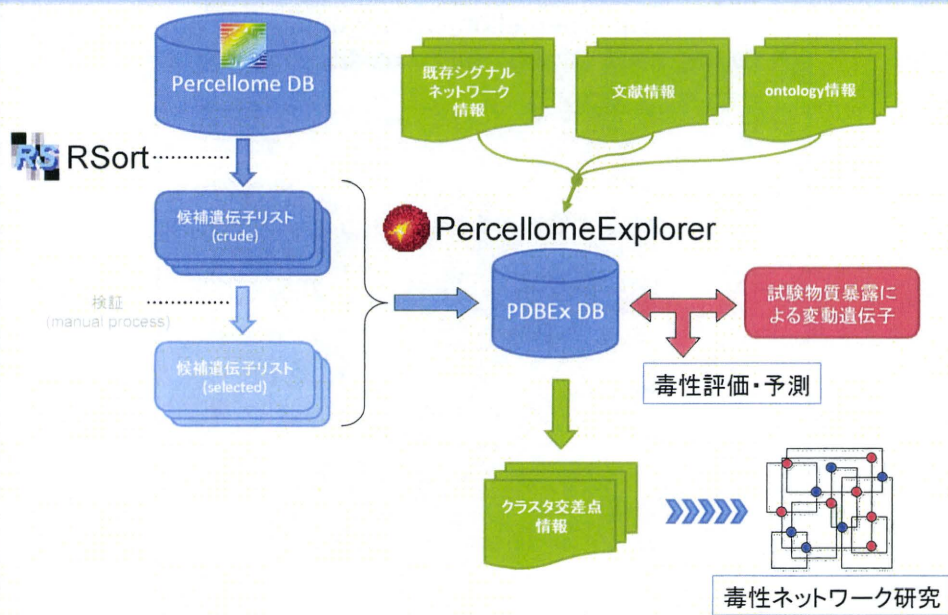 Percellome DB
既存シグナル
ネットワーク
情報
文献情報
ontology情報
RS
RSort
候補遺伝子リスト
(crude)
PercellomeExplorer
検証
(manual process)
PDBEx DB
試験物質暴露に
よる変動遺伝子
候補遺伝子リスト
(selected)
毒性評価・予測
クラスタ交差点
情報
毒性ネットワーク研究